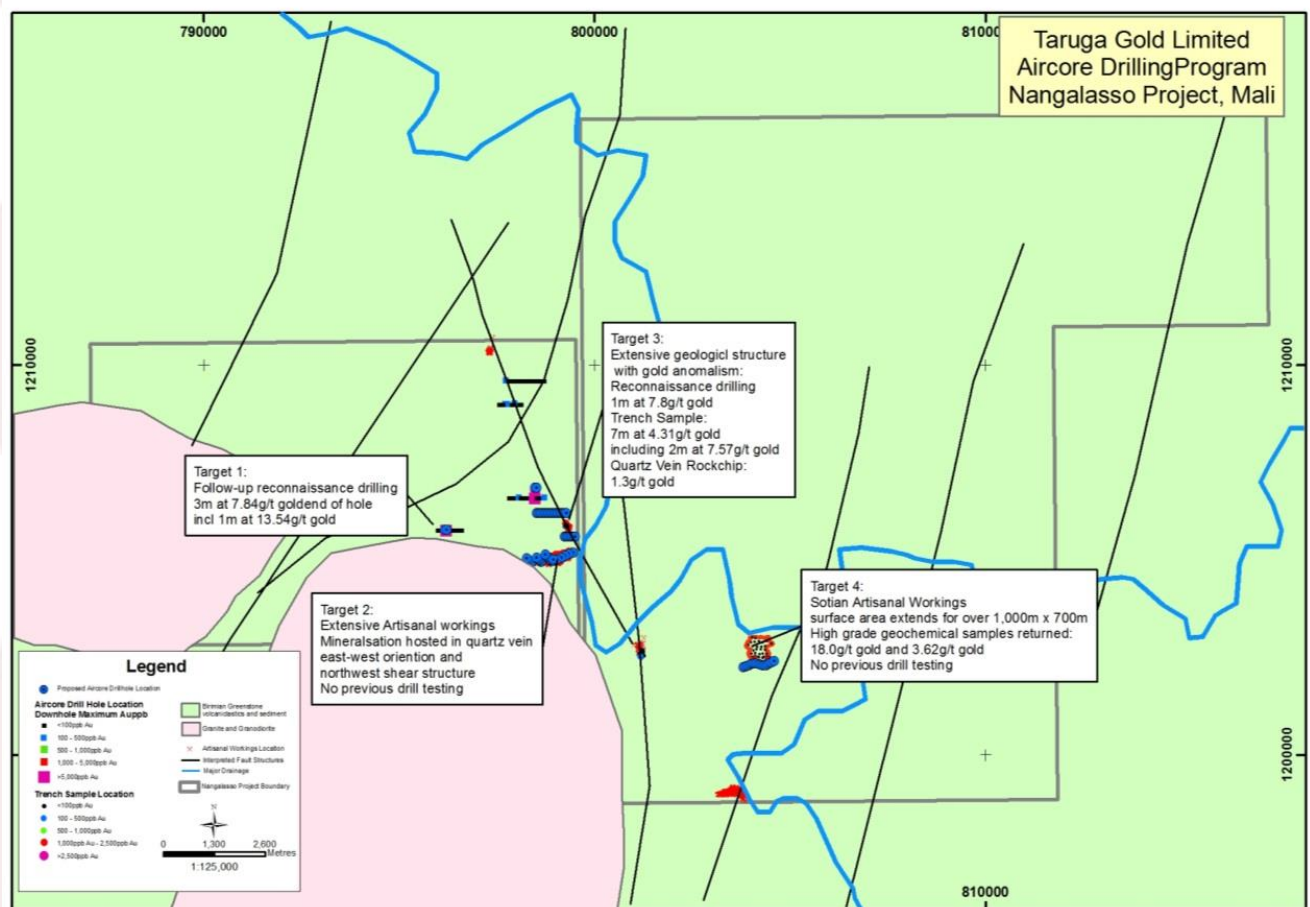 790000
800000
8100
Taruga Gold Limited
Aircore DrillingProgram
Nangalasso Project, Mali
1210000
1210000
Target 3:
Extensive geologicl structure
with gold anomalism:
Reconnaissance drilling
1m at 7.8g/t gold
Trench Sample:
7m at 4.31g/t gold
including 2m at 7.57g/t gold
Quartz Vein Rockchip:
1.3g/t gold
Target 1:
Follow-up reconnaissance drilling
3m at 7.84g/t goldend of hole
incl 1m at 13.54g/t gold
Target 2:
Extensive Artisanal workings
Mineralsation hosted in quartz vein
east-west oriention and
northwest shear structure
No previous drill testing
Target 4:
Sotian Artisanal Workings
surface area extends for over 1,000m x 700m
High grade geochemical samples returned:
18.0g/t gold and 3.62g/t gold
No previous drill testing
Legend
Proposed Aircore Drillhole Location
Aircore Drill Hole Location
Downhole Maximum Auppb
<100ppb Au
100 - 500ppb Au
500 - 1,000ppb Au
1,000 - 5,000ppb Au
>5,000ppb Au
Trench Sample Location
<100ppb Au
100 - 500ppb Au
500 - 1,000ppb Au
1,000ppb Au - 2,500ppb Au
>2,500ppb Au
Birimian Greenstone
volcaniclastics and sediment
Granite and Granodiorite
Artisanal Workings Location
Interpreted Fault Structures
Major Drainage
Nangalasso Project Boundary
N
0 1,300 2,600
Metres
1:125,000
1200000
810000